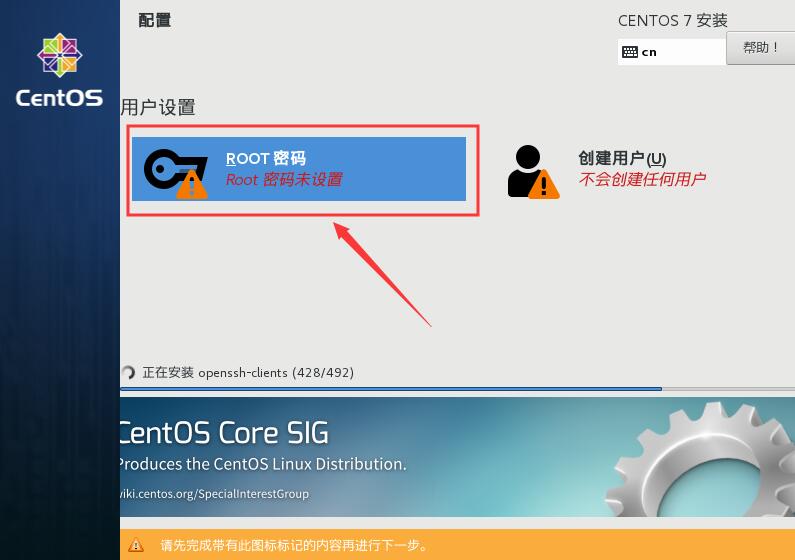 配置
CENTOS 7 安装
cn
帮助！
CentOS
用户设置
ROOT 密码
Root 密码未设置
创建用户(U)
不会创建任何用户
正在安装 openssh-clients (428/492)
CentOS Core SIG
Produces the CentOS Linux Distribution.
wiki.centos.org/SpecialInterestGroup
请先完成带有此图标标记的内容再进行下一步。